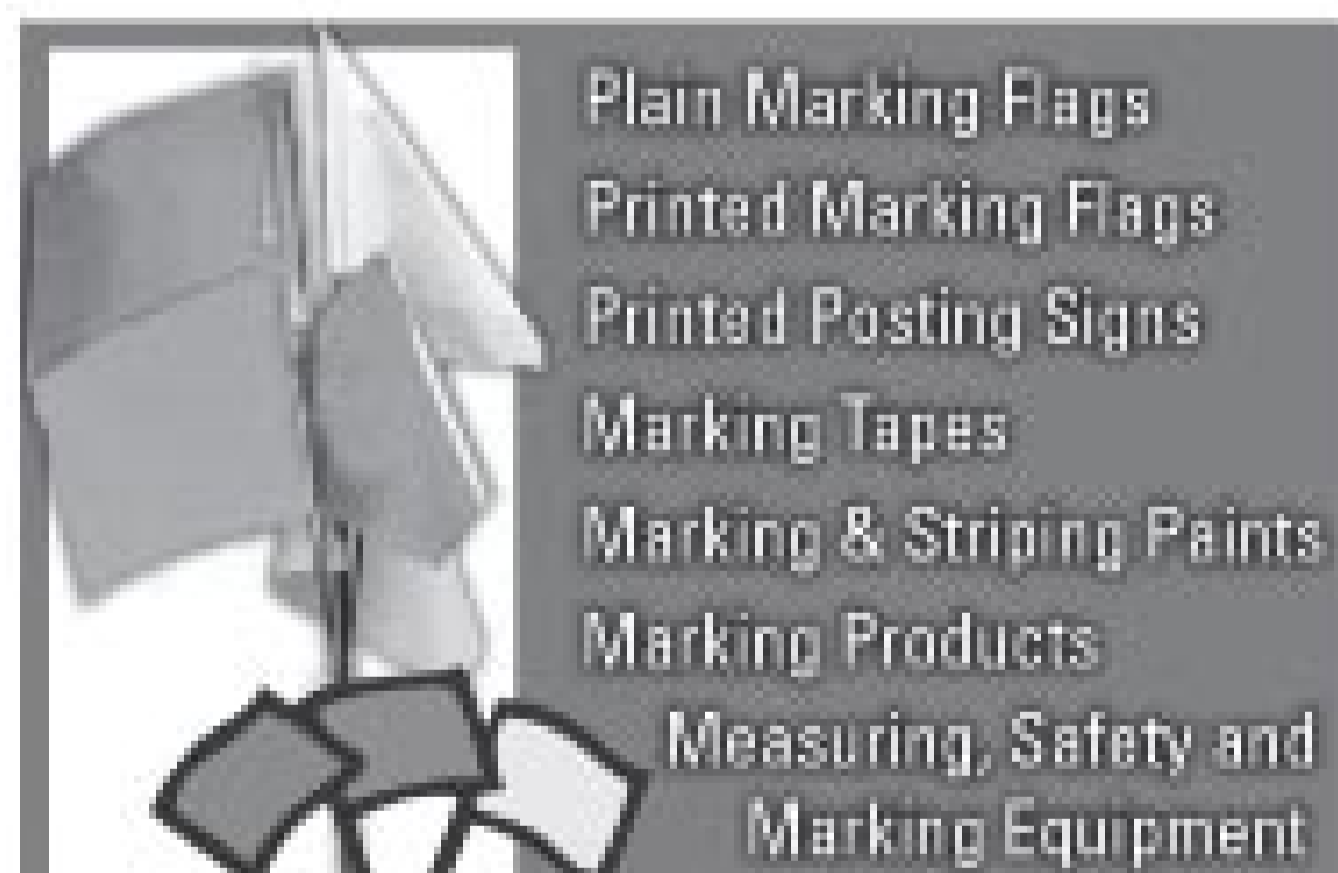 Plain Marking Flags
Printed Marking Flags
Printed Posting Signs
Marking Tapes
Marking & Striping Paints
Marking Products
Measuring, Safety and
Marking Equipment